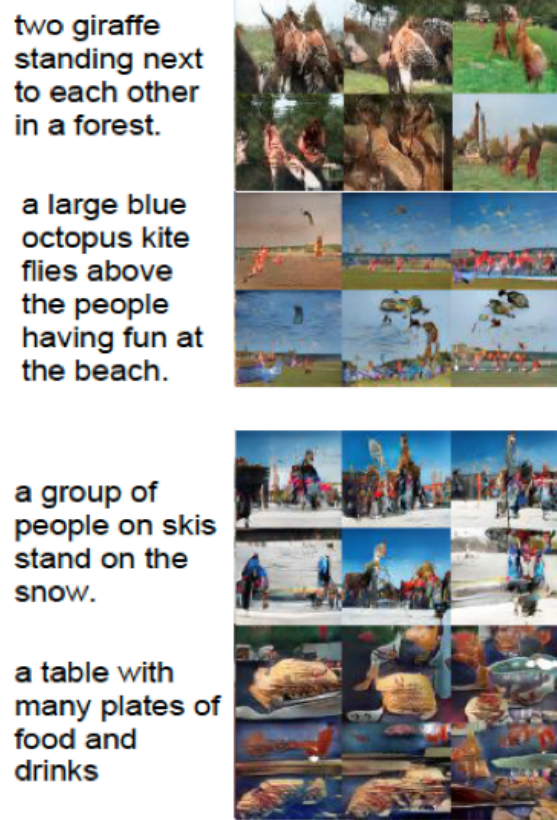 two giraffe
standing next
to each other
in a forest.
a large blue
octopus kite
flies above
the people
having fun at
the beach.
a group of
people on skis
stand on the
snow.
a table with
many plates of
food and
drinks